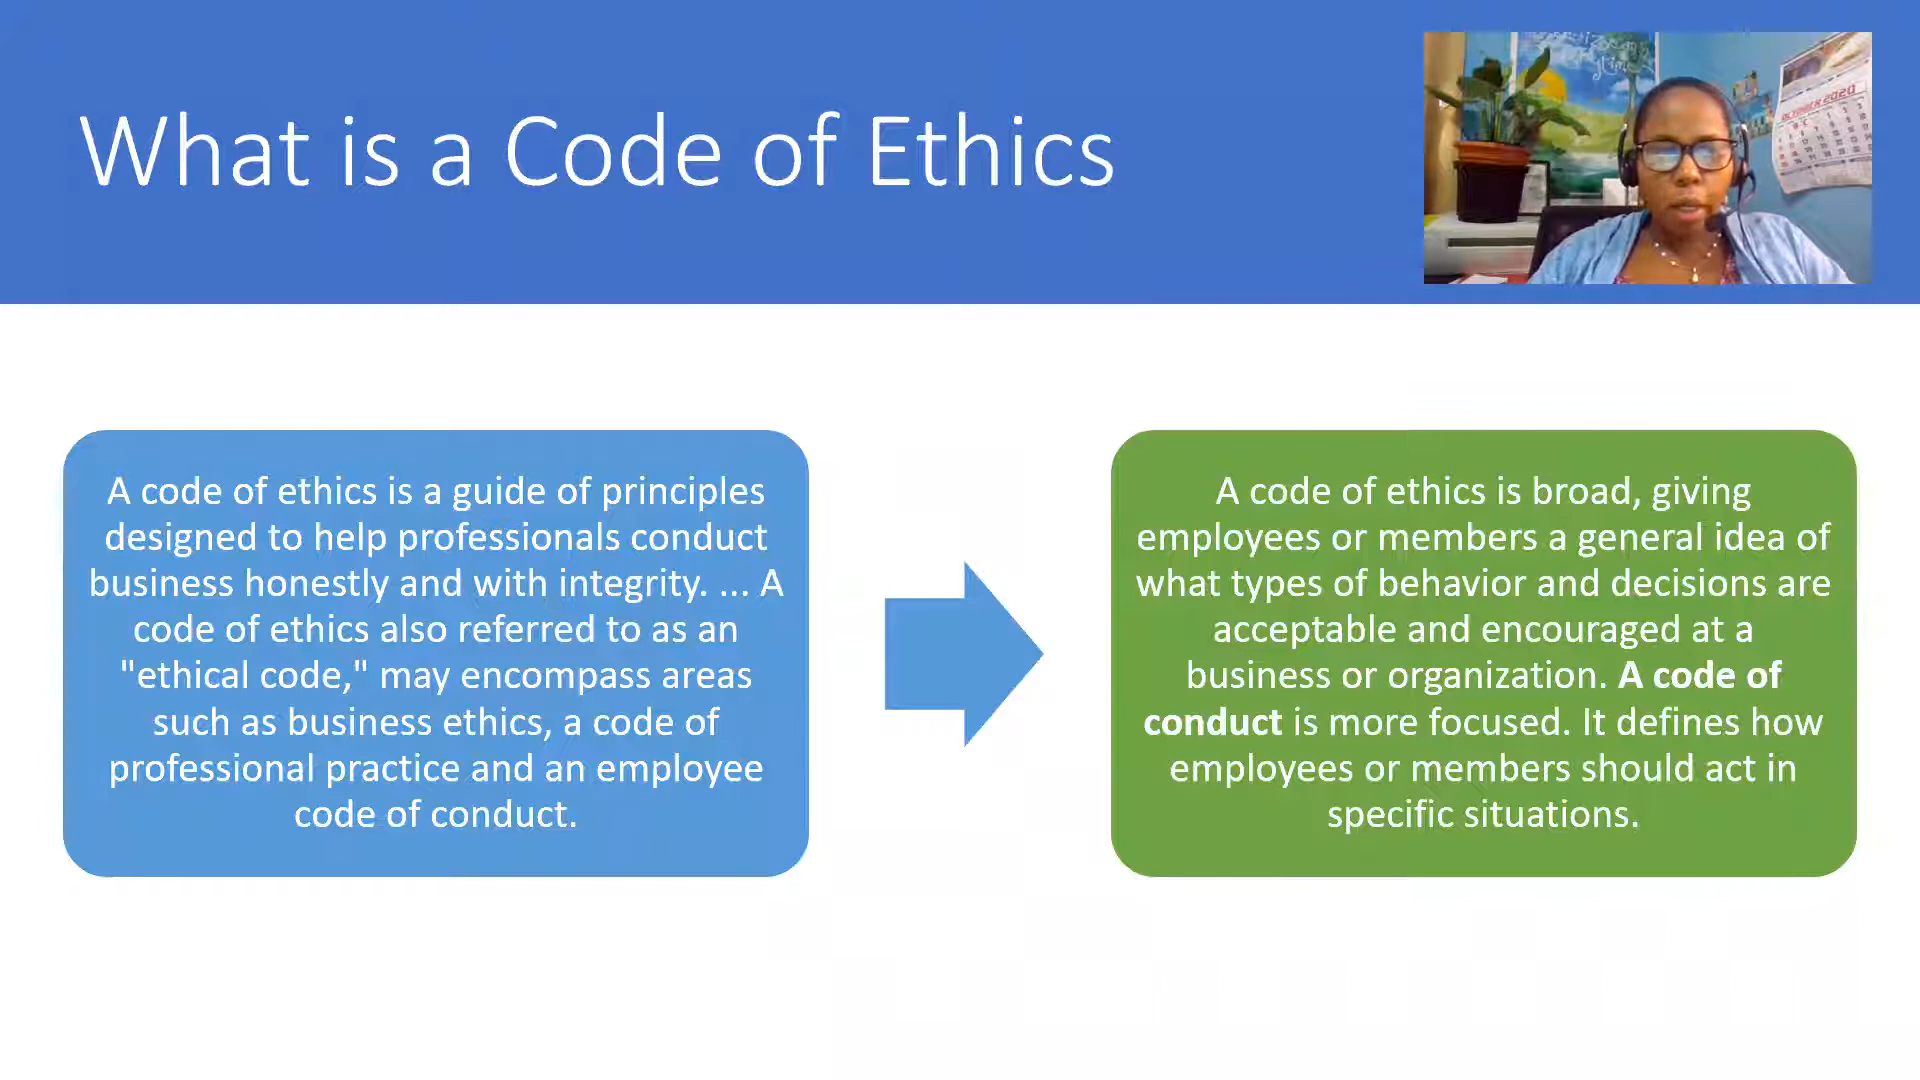 What is a Code of Ethics
OCTOBER 2020
A code of ethics is a guide of principles
designed to help professionals conduct
business honestly and with integrity. ... A
code of ethics also referred to as an
"ethical code," may encompass areas
such as business ethics, a code of
professional practice and an employee
code of conduct.
A code of ethics is broad, giving
employees or members a general idea of
what types of behavior and decisions are
acceptable and encouraged at a
business or organization. A code of
conduct is more focused. It defines how
employees or members should act in
specific situations.